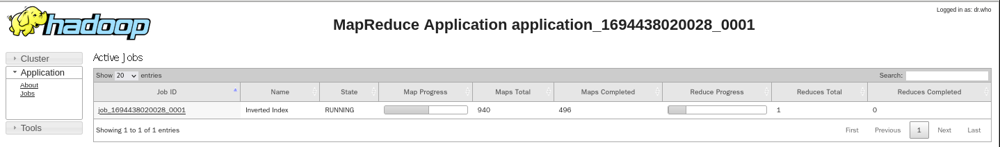 Logged in as: dr.who
hadoop
MapReduce Application application_1694438020028_0001
Cluster
Application
About
Jobs
Tools
Active Jobs
Show 20 entries Search:
Job ID Name State Map Progress Maps Total Maps Completed Reduce Progress Reduces Total Reduces Completed
job_1694438020028_0001 Inverted Index RUNNING 940 496 1 0
Showing 1 to 1 of 1 entries First Previous 1 Next Last